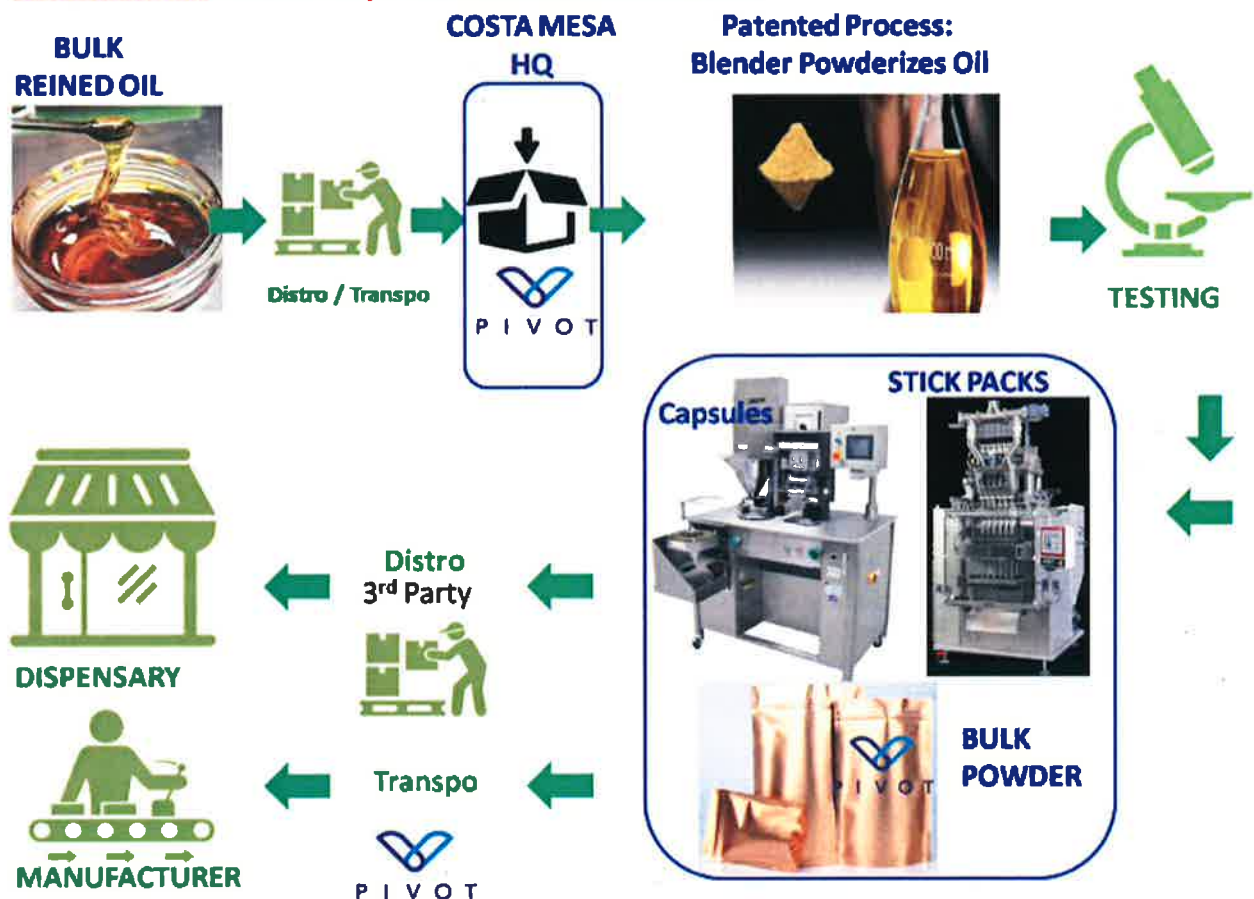 BULK
REINED OIL
Distro / Transpo
COSTA MESA
HQ
PIVOT
Patented Process:
Blender Powderizes Oil
TESTING
Capsules
STICK PACKS
BULK
POWDER
PIVOT
Distro
3rd Party
DISPENSARY
Transpo
PIVOT
MANUFACTURER